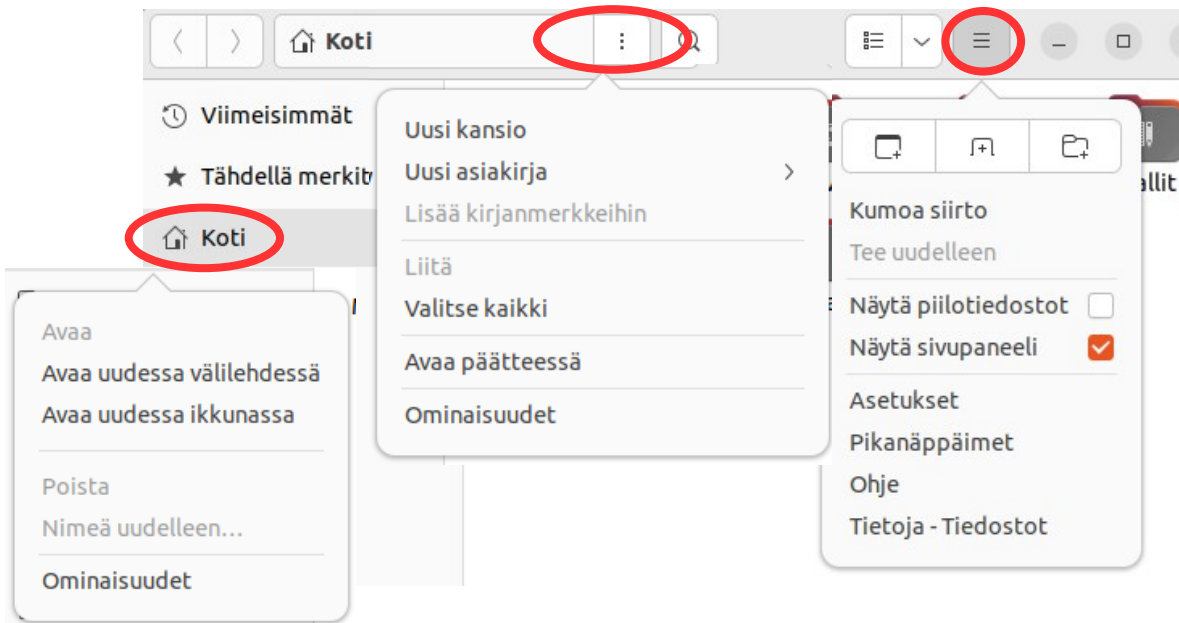 Koti
Viimeisimmät
Tähdellä merkit
Koti
Avaa
Avaa uudessa välilehdessä
Avaa uudessa ikkunassa
Poista
Nimeä uudelleen...
Ominaisuudet
Uusi kansio
Uusi asiakirja
Lisää kirjanmerkkeihin
Liitä
Valitse kaikki
Avaa päätteessä
Ominaisuudet
Kumoa siirto
Tee uudelleen
Näytä piilotiedostot
Näytä sivupaneeli
Asetukset
Pikanäppäimet
Ohje
Tietoja - Tiedostot
allit